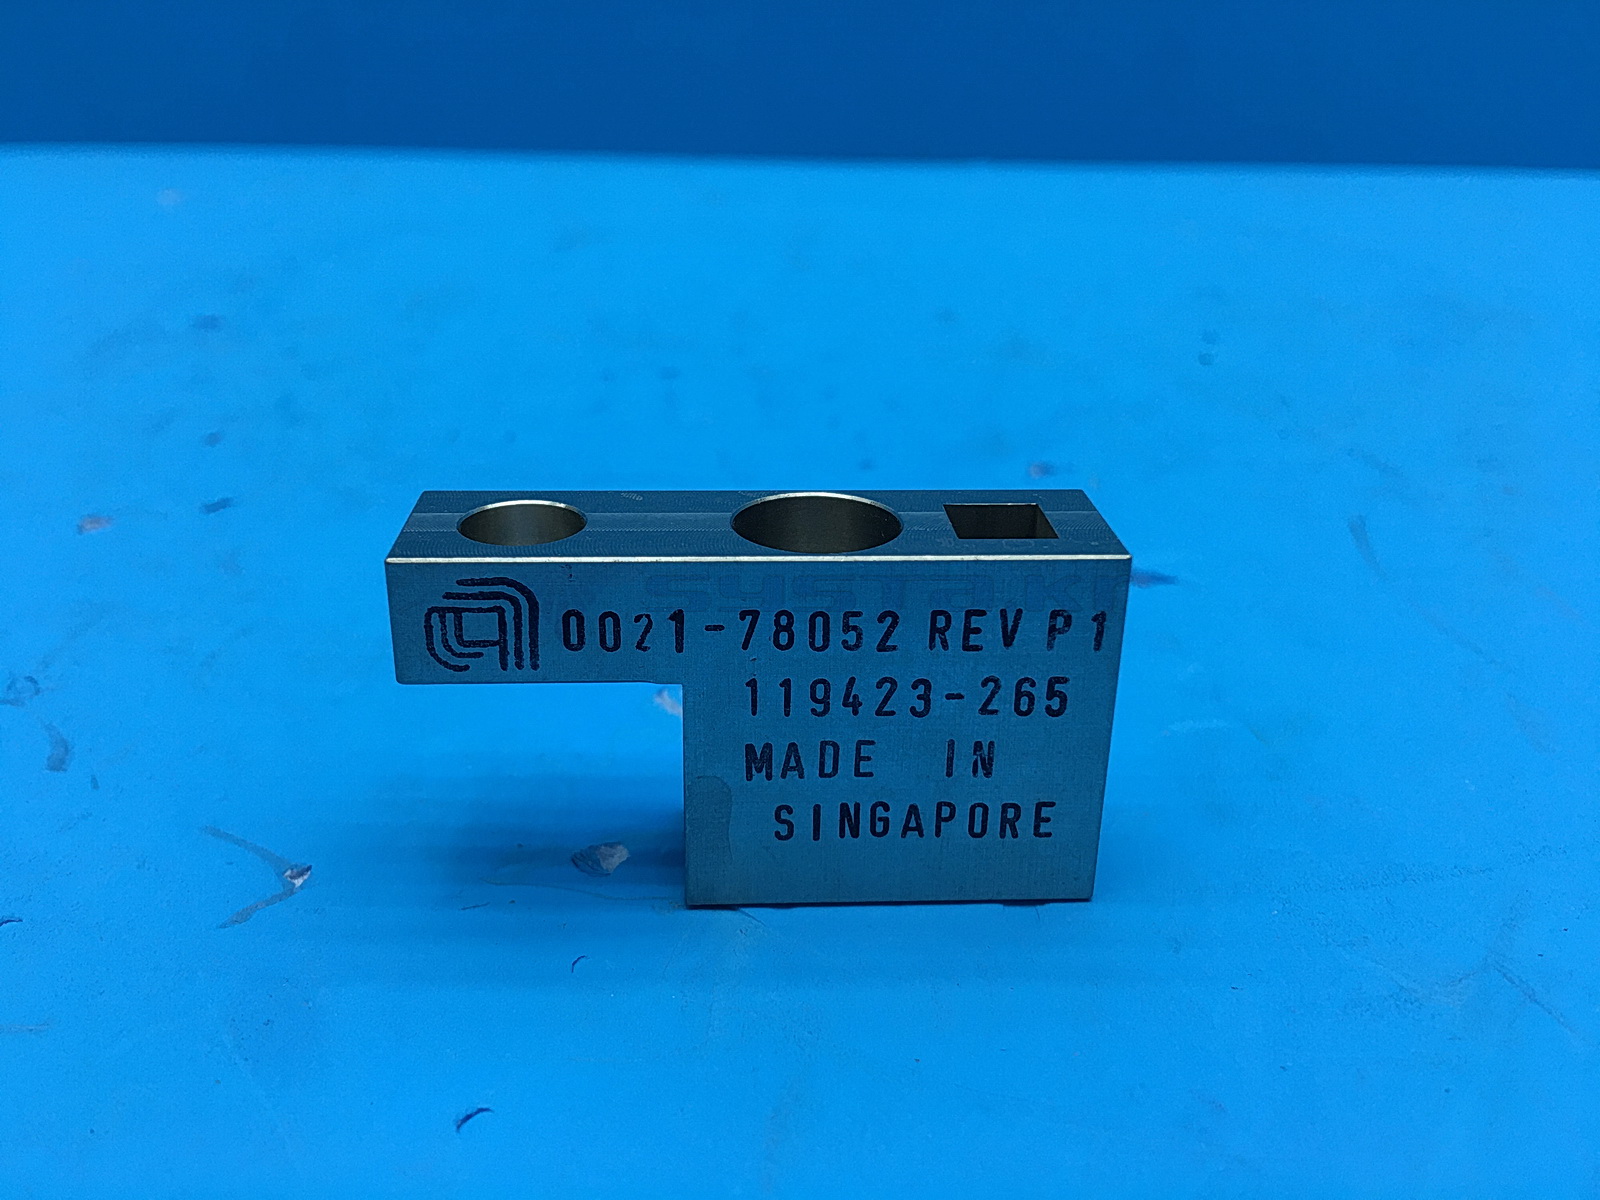 0021-78052 REV P1
119423-265
MADE IN
SINGAPORE